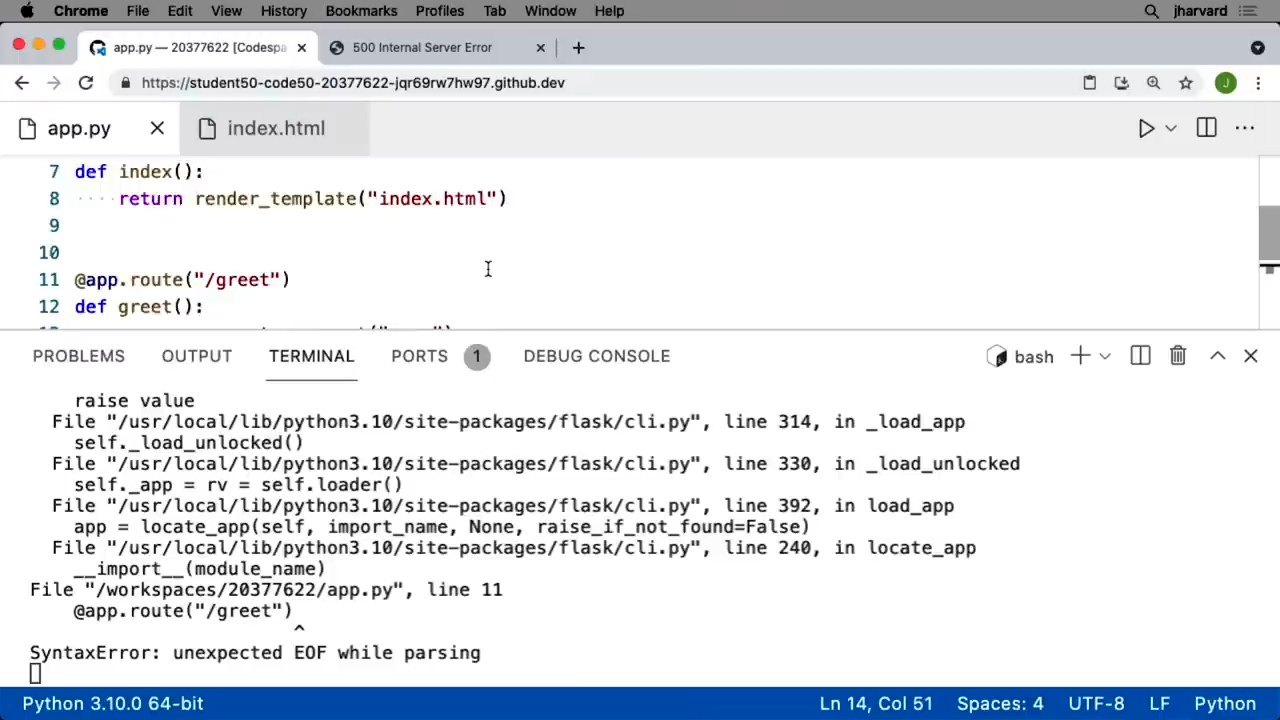 Chrome File Edit View History Bookmarks Profiles Tab Window Help jharvard
app.py — 20377622 [Codespa 500 Internal Server Error
https://student50-code50-20377622-jqr69rw7hw97.github.dev J
app.py index.html
7 def index():
8 ····return render_template("index.html")
9
10
11 @app.route("/greet")
12 def greet():
PROBLEMS OUTPUT TERMINAL PORTS 1 DEBUG CONSOLE bash
raise value
File "/usr/local/lib/python3.10/site-packages/flask/cli.py", line 314, in _load_app
self._load_unlocked()
File "/usr/local/lib/python3.10/site-packages/flask/cli.py", line 330, in _load_unlocked
self._app = rv = self.loader()
File "/usr/local/lib/python3.10/site-packages/flask/cli.py", line 392, in load_app
app = locate_app(self, import_name, None, raise_if_not_found=False)
File "/usr/local/lib/python3.10/site-packages/flask/cli.py", line 240, in locate_app
__import__(module_name)
File "/workspaces/20377622/app.py", line 11
@app.route("/greet")
^
SyntaxError: unexpected EOF while parsing
Python 3.10.0 64-bit Ln 14, Col 51 Spaces: 4 UTF-8 LF Python